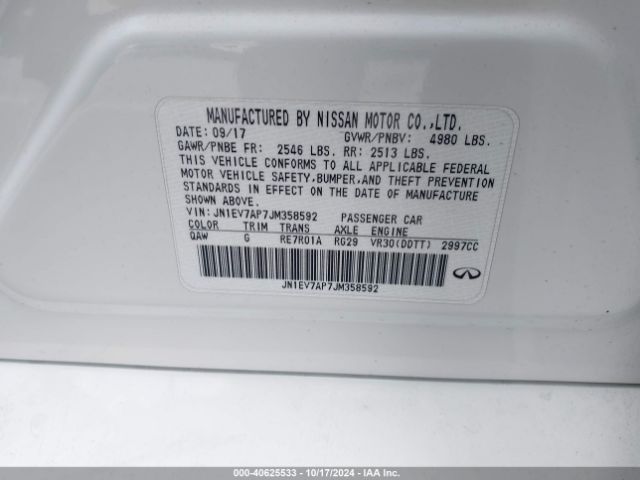 MANUFACTURED BY NISSAN MOTOR CO.,LTD.
DATE: 09/17 GVWR/PNBV: 4980 LBS.
GAWR/PNBE FR: 2546 LBS. RR: 2513 LBS.
THIS VEHICLE CONFORMS TO ALL APPLICABLE FEDERAL
MOTOR VEHICLE SAFETY, BUMPER, AND THEFT PREVENTION
STANDARDS IN EFFECT ON THE DATE OF MANUFACTURE
SHOWN ABOVE.
VIN: JN1EV7AP7JM358592 PASSENGER CAR
COLOR TRIM TRANS AXLE ENGINE
QAW G RE7R01A RG29 VR30(DDTT) 2997CC
JN1EV7AP7JM358592
000-40625533 - 10/17/2024 - IAA Inc.